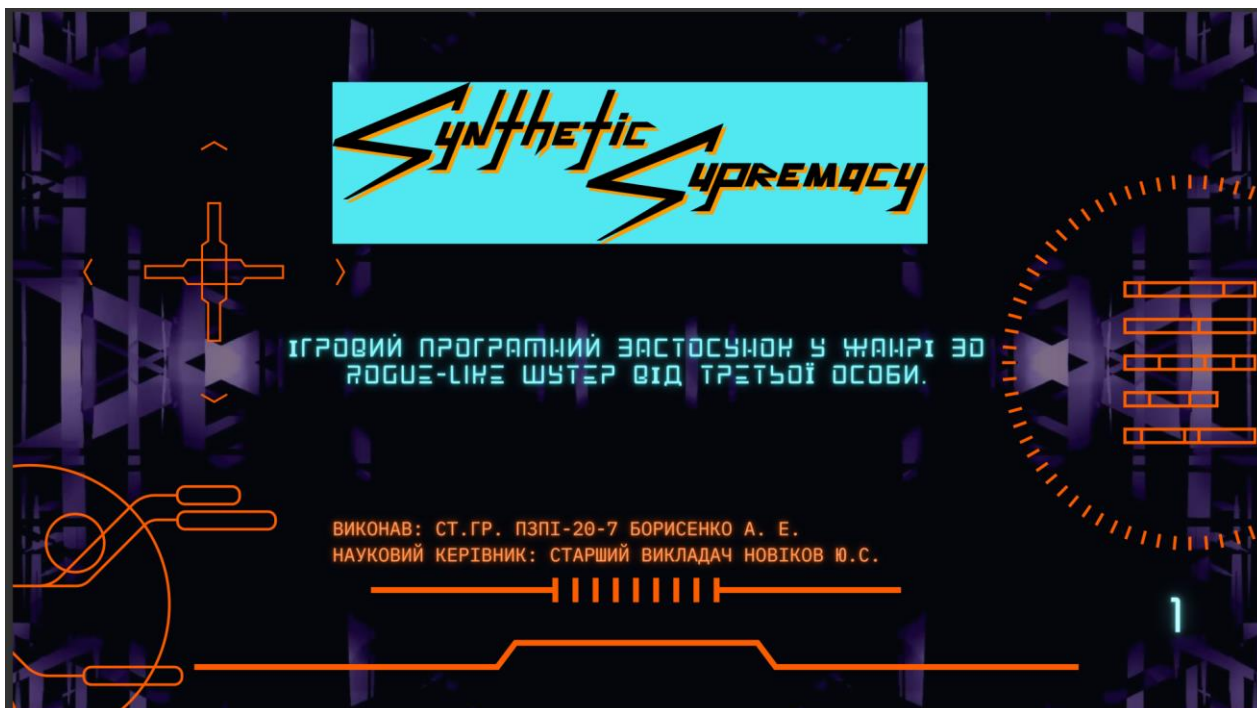 Synthetic
Supremacy
ІГРОВИЙ ПРОГРАМНИЙ ЗАСТОСУНОК У ЖАНРІ 3D
ROGUE-LIKE ШУТЕР ВІД ТРЕТЬОЇ ОСОБИ.
ВИКОНАВ: СТ.ГР. ПЗПІ-20-7 БОРИСЕНКО А. Е.
НАУКОВИЙ КЕРІВНИК: СТАРШИЙ ВИКЛАДАЧ НОВІКОВ Ю.С.
1